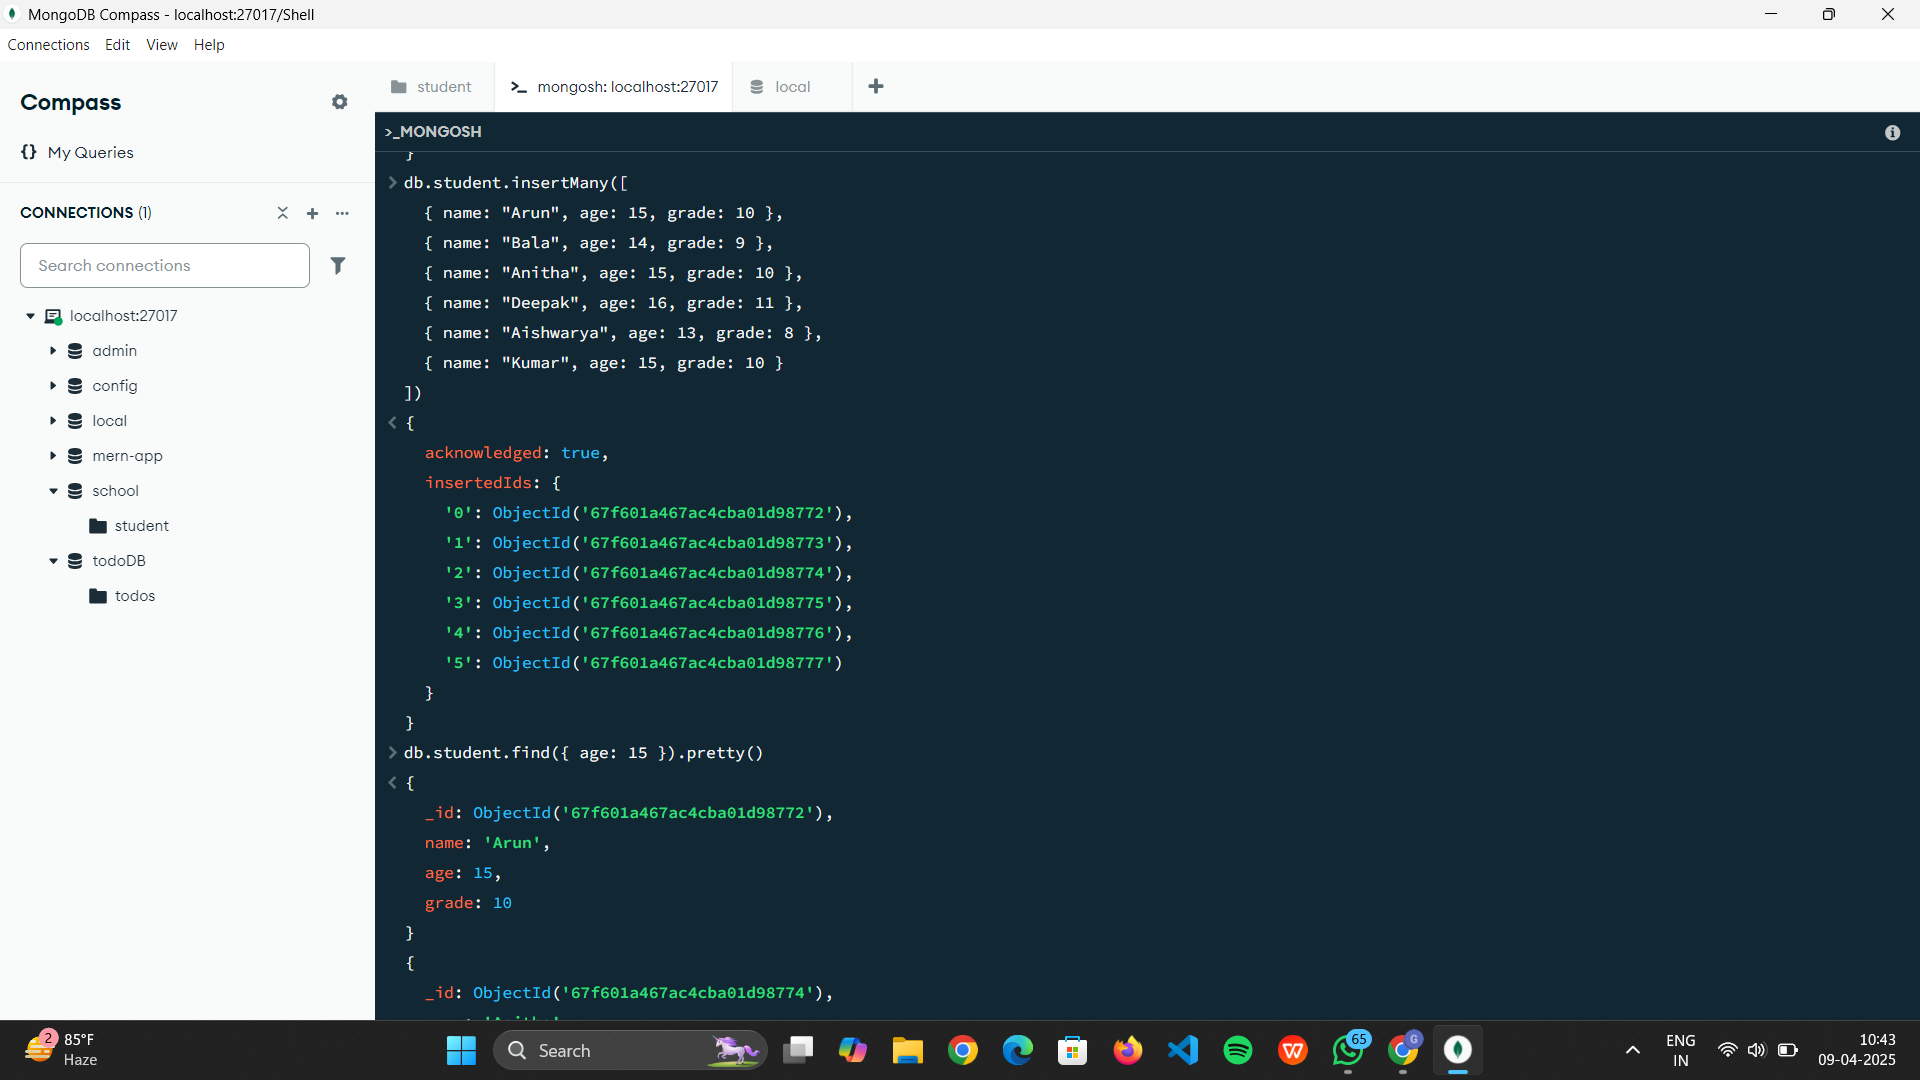 MongoDB Compass - localhost:27017/Shell
Connections Edit View Help
Compass
{} My Queries
CONNECTIONS (1)
Search connections
localhost:27017
admin
config
local
mern-app
school
student
todoDB
todos
student
>_ mongosh: localhost:27017
local
>_MONGOSH
}
> db.student.insertMany([
{ name: "Arun", age: 15, grade: 10 },
{ name: "Bala", age: 14, grade: 9 },
{ name: "Anitha", age: 15, grade: 10 },
{ name: "Deepak", age: 16, grade: 11 },
{ name: "Aishwarya", age: 13, grade: 8 },
{ name: "Kumar", age: 15, grade: 10 }
])
< {
acknowledged: true,
insertedIds: {
'0': ObjectId('67f601a467ac4cba01d98772'),
'1': ObjectId('67f601a467ac4cba01d98773'),
'2': ObjectId('67f601a467ac4cba01d98774'),
'3': ObjectId('67f601a467ac4cba01d98775'),
'4': ObjectId('67f601a467ac4cba01d98776'),
'5': ObjectId('67f601a467ac4cba01d98777')
}
}
> db.student.find({ age: 15 }).pretty()
< {
_id: ObjectId('67f601a467ac4cba01d98772'),
name: 'Arun',
age: 15,
grade: 10
}
{
_id: ObjectId('67f601a467ac4cba01d98774'),
2
85°F
Haze
Search
65
G
ENG
IN
10:43
09-04-2025